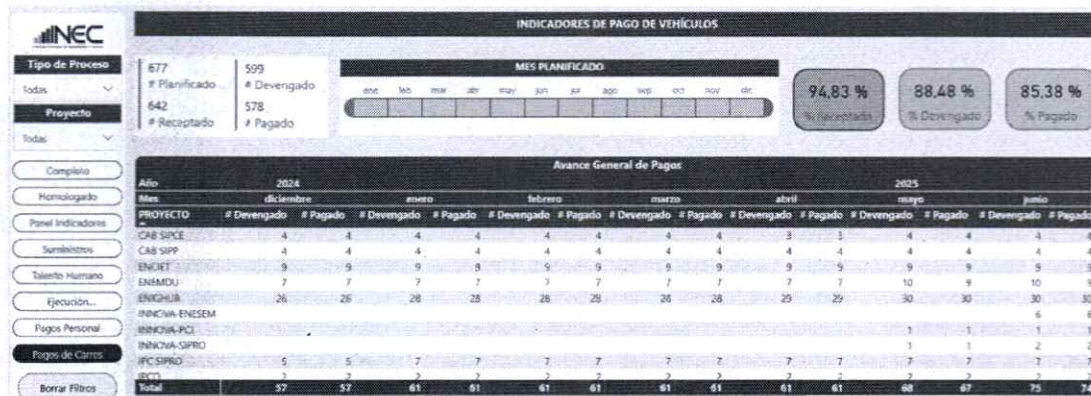 INEC
INDICADORES DE PAGO DE VEHÍCULOS
Tipo de Proceso
Todas
Proyecto
Todas
Completo
Homologado
Panel Indicadores
Suministros
Talento Humano
Ejecución...
Pagos Personal
Pagos de Carros
Borrar Filtros
677
# Planificado
599
# Devengado
642
# Receptado
578
# Pagado
MES PLANIFICADO
ene feb mar abr may jun jul ago sep oct nov dic
94,83 %
% Receptado
88,48 %
% Devengado
85,38 %
% Pagado
Avance General de Pagos
Año 2024 2025
Mes diciembre enero febrero marzo abril mayo junio
PROYECTO # Devengado # Pagado # Devengado # Pagado # Devengado # Pagado # Devengado # Pagado # Devengado # Pagado # Devengado # Pagado # Devengado # Pagado
CAB SIPCE 4 4 4 4 4 4 4 4 3 3 4 4 4 4
CAB SIPP 4 4 4 4 4 4 4 4 4 4 4 4 4
ENCIET 9 9 9 9 9 9 9 9 9 9 9 9 9
ENEMDU 7 7 7 7 7 7 7 7 7 7 10 9 10 9
ENIGHUR 26 26 28 28 28 28 28 28 29 29 30 30 30 30
INNOVA-ENESEM 6 6
INNOVA-PCI 1 1 1
INNOVA-SIPRO 1 1 2 2
IPC SIPRO 5 5 7 7 7 7 7 7 7 7 7 7 7
Total 57 57 61 61 61 61 61 61 61 61 68 67 75 74